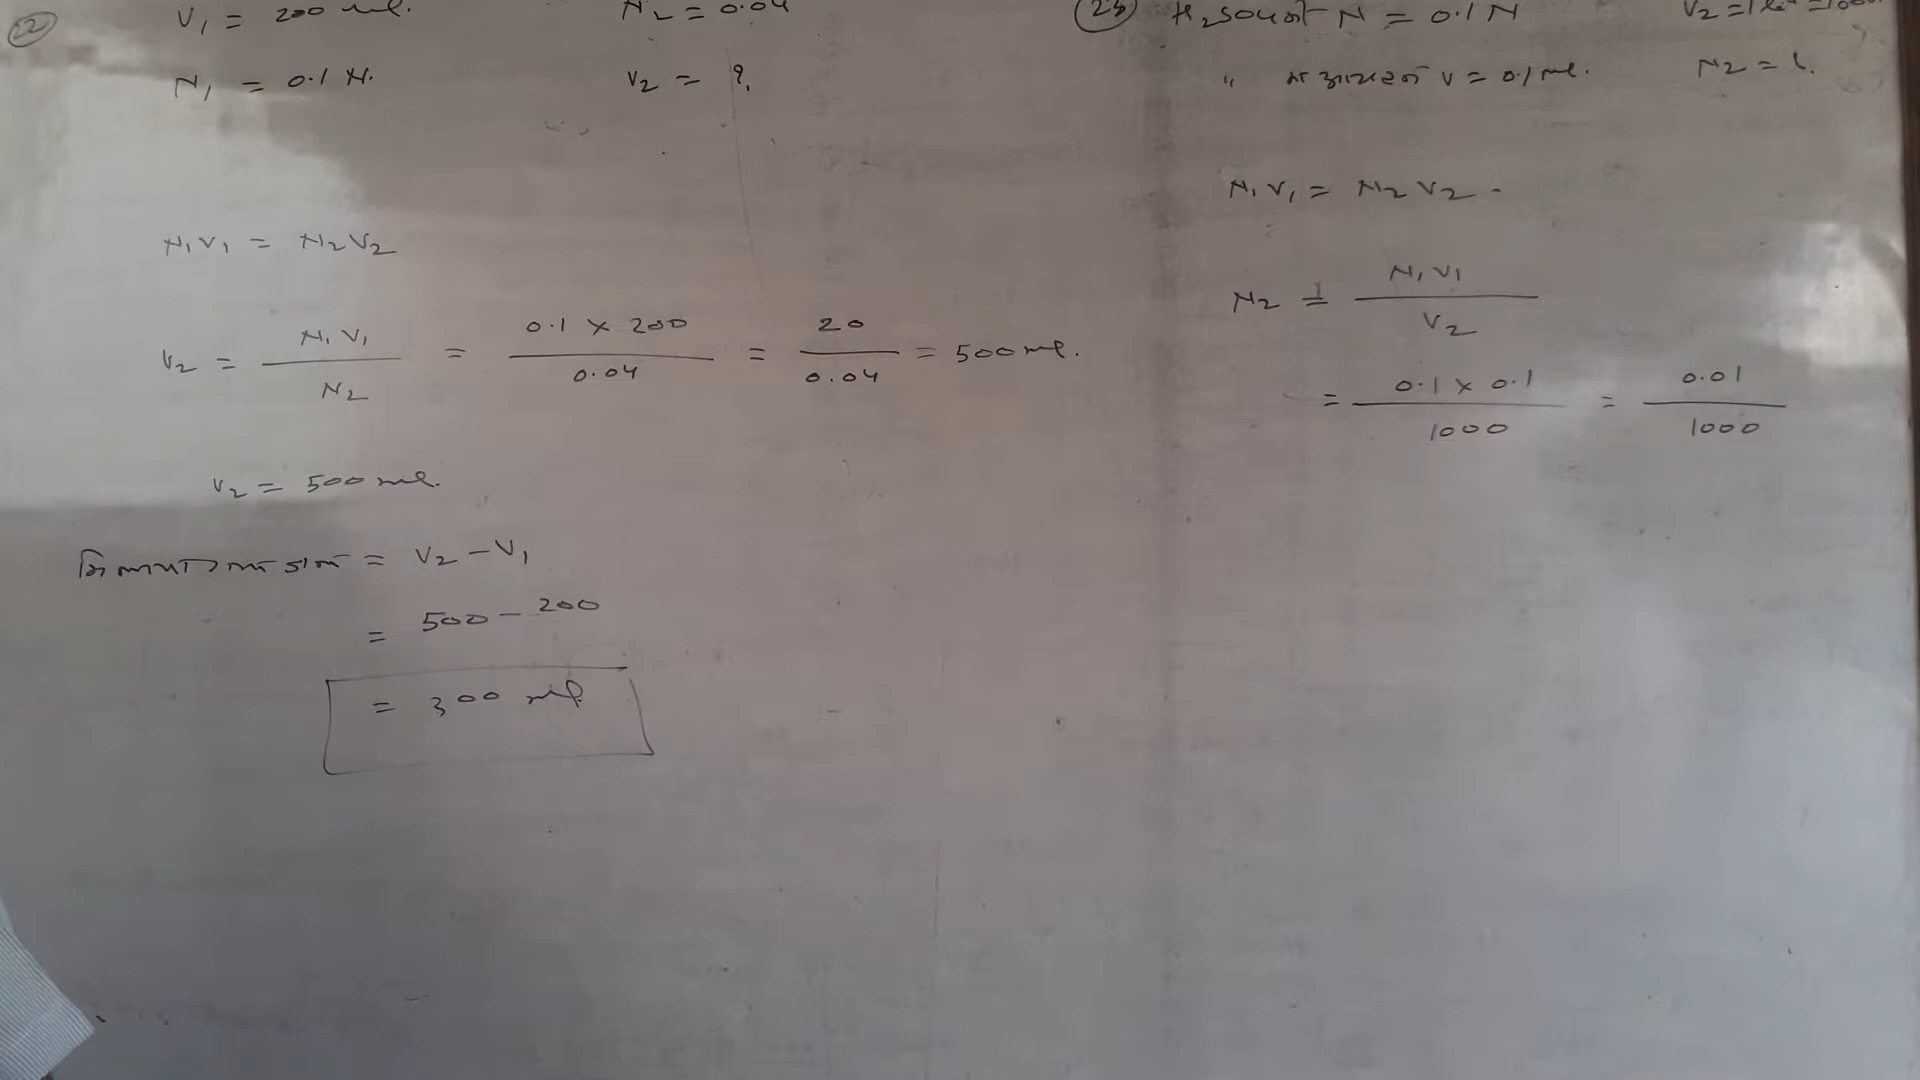 22
V₁ = 200 ml.
N₂ = 0.04
N₁ = 0.1 N.
V₂ = ?
N₁V₁ = N₂V₂
V₂ = N₁V₁ / N₂ = 0.1 × 200 / 0.04 = 20 / 0.04 = 500 ml.
V₂ = 500 ml.
= V₂ − V₁
= 500 − 200
= 300 ml
23
H₂SO₄ N = 0.1 N
V₂ = 1
" V = 0.1 ml.
N₂ =
N₁V₁ = N₂V₂
N₂ = N₁V₁ / V₂
= 0.1 × 0.1 / 1000 = 0.01 / 1000